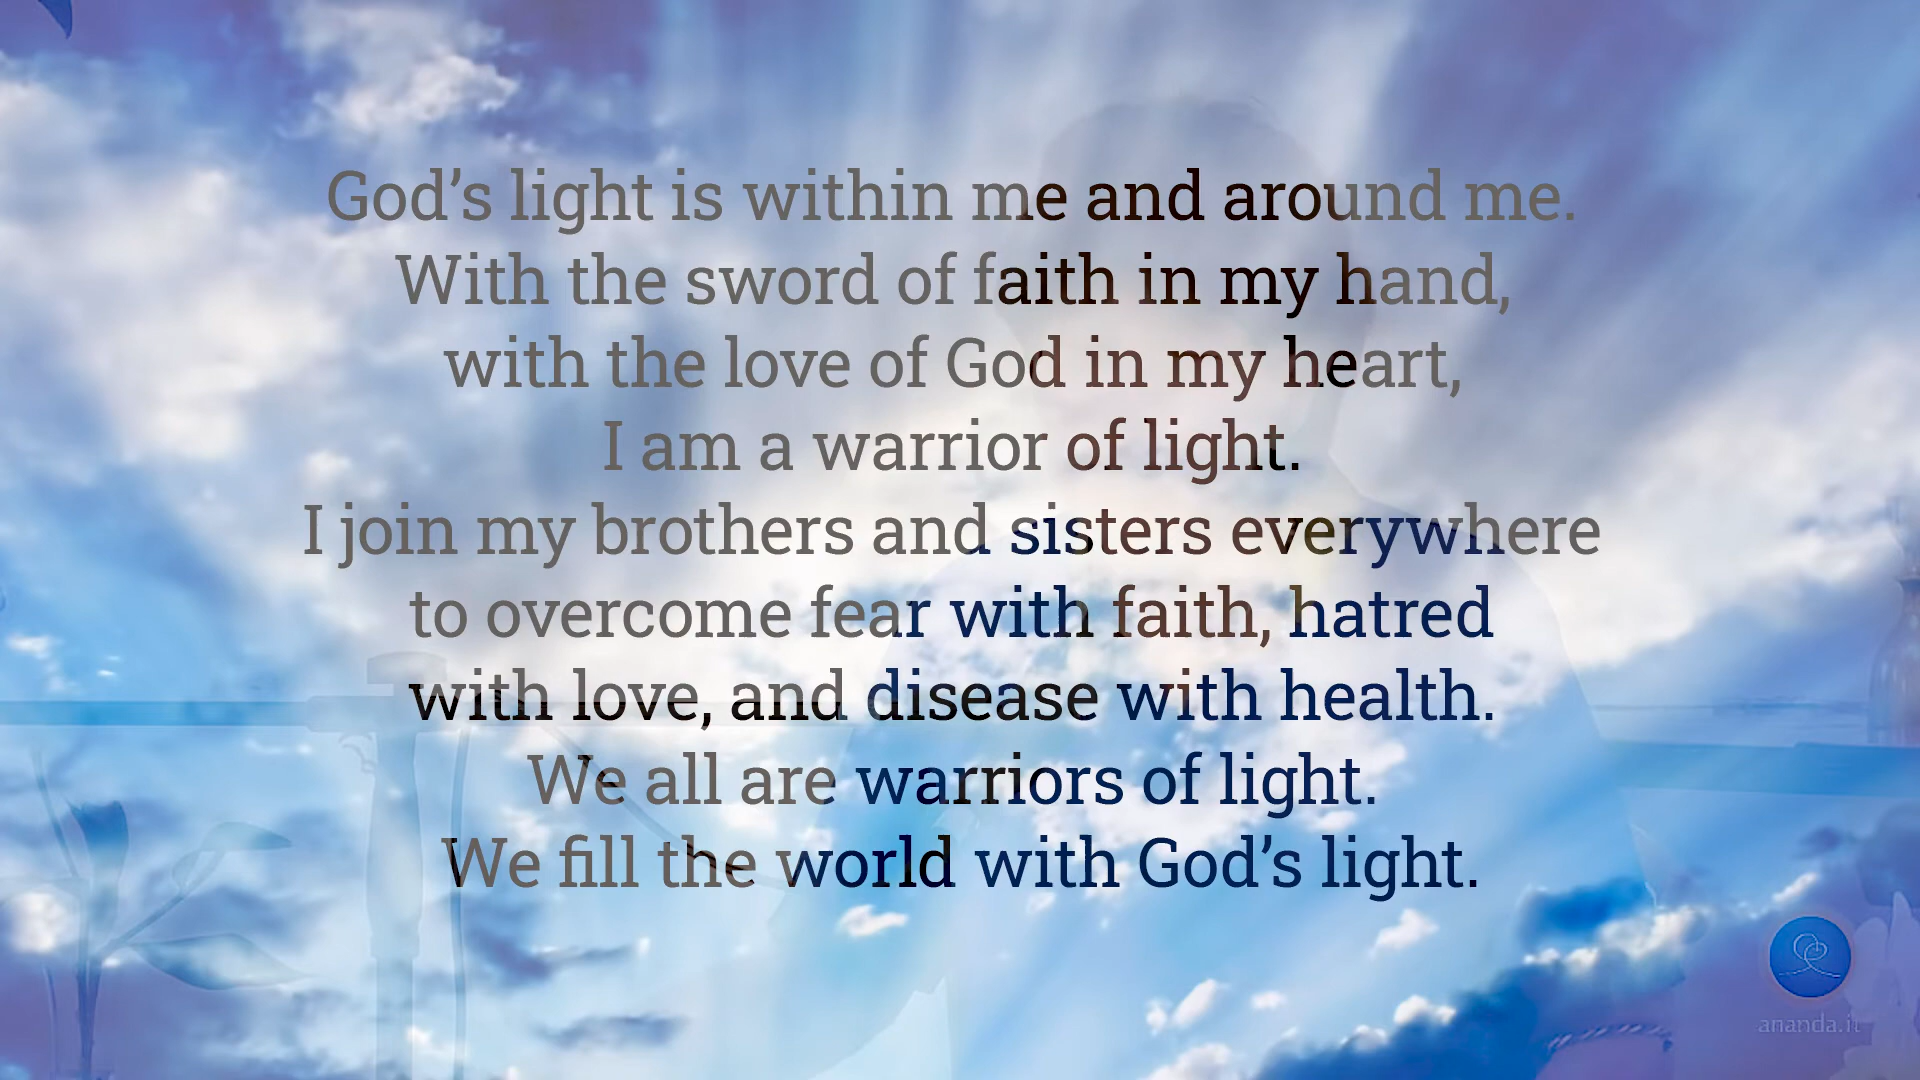 God’s light is within me and around me.
With the sword of faith in my hand,
with the love of God in my heart,
I am a warrior of light.
I join my brothers and sisters everywhere
to overcome fear with faith, hatred
with love, and disease with health.
We all are warriors of light.
We fill the world with God’s light.
ananda.it